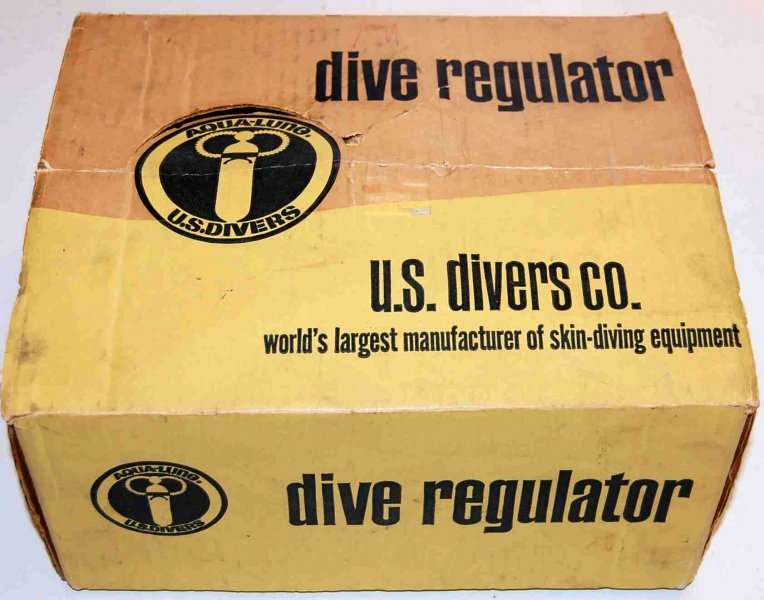 dive regulator
AQUA-LUNG.
U.S.DIVERS
u.s. divers co.
world's largest manufacturer of skin-diving equipment
AQUA-LUNG.
U.S.DIVERS
dive regulator